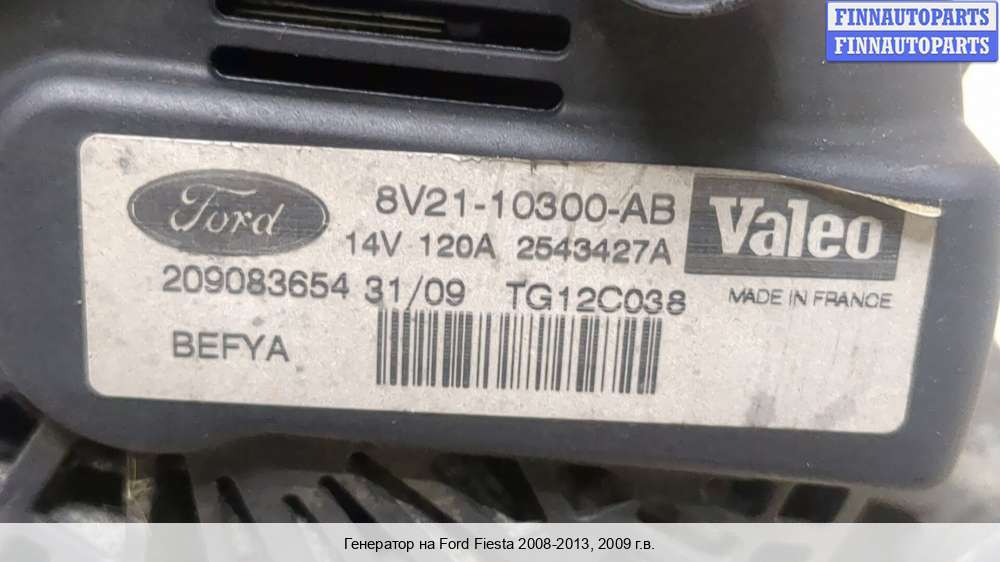 FINNAUTOPARTS
FINNAUTOPARTS
Ford
8V21-10300-AB
Valeo
14V 120A 2543427A
209083654 31/09 TG12C038
MADE IN FRANCE
BEFYA
Генератор на Ford Fiesta 2008-2013, 2009 г.в.